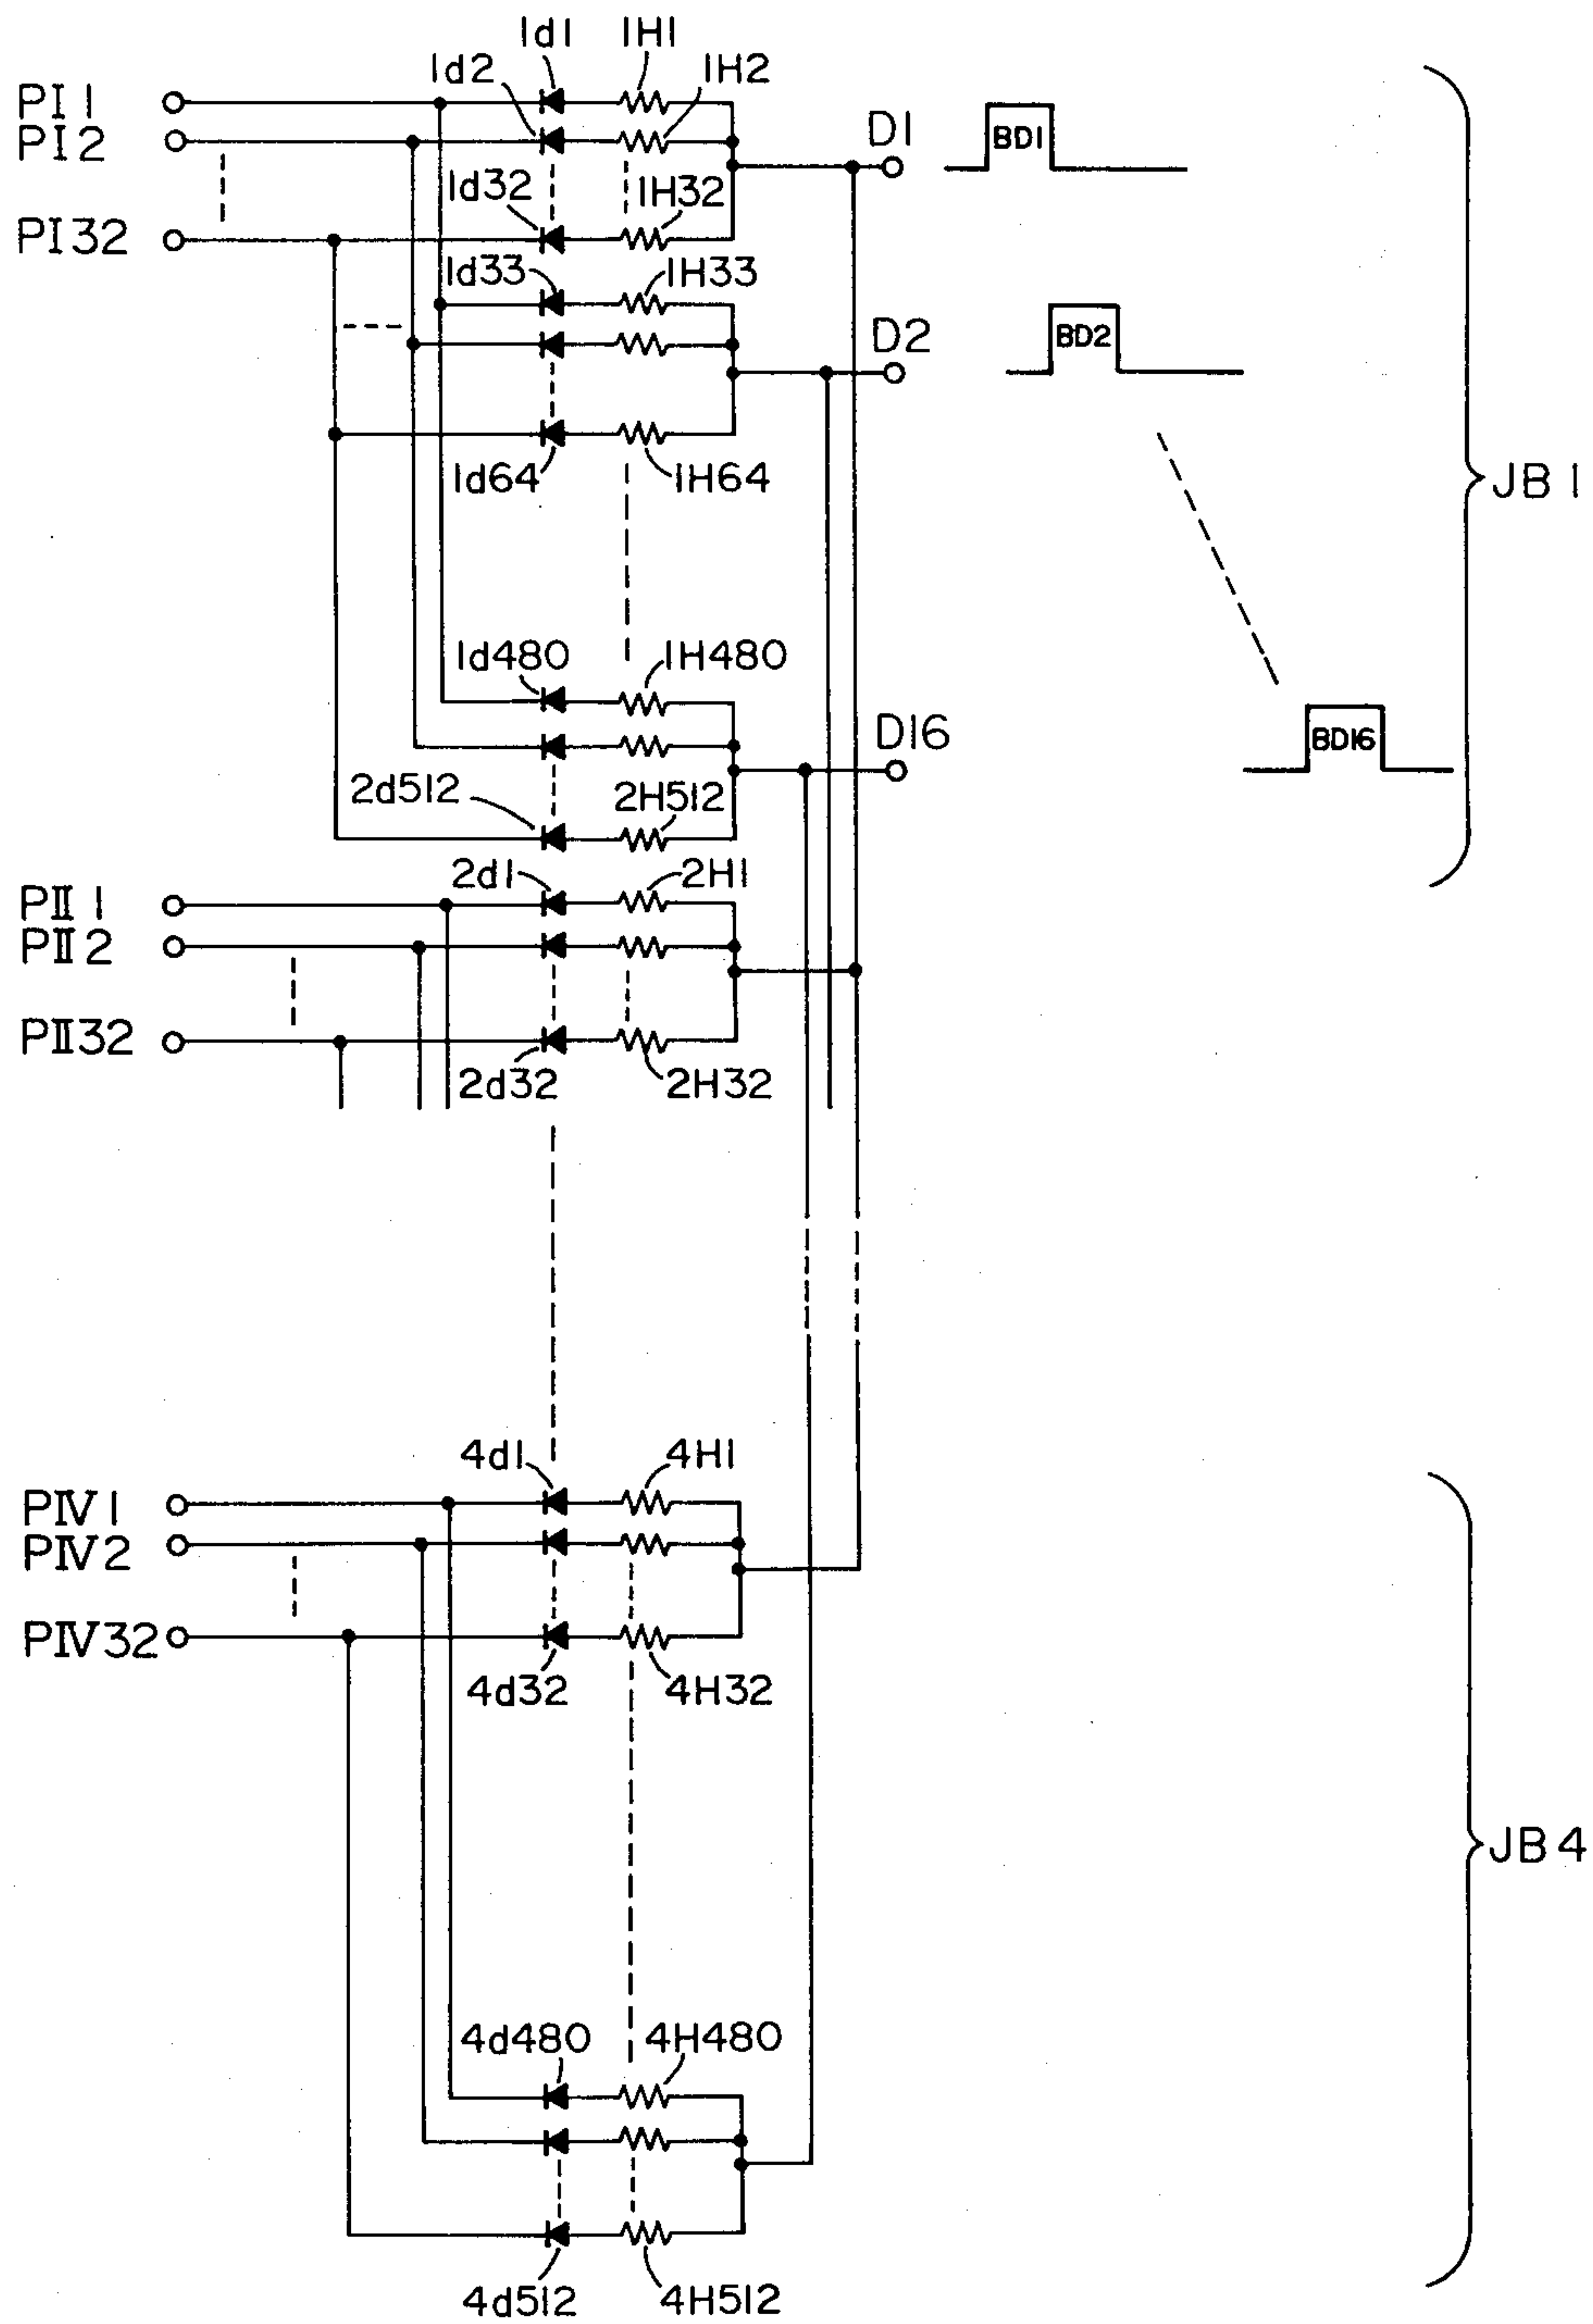 1d1
1H1
1d2
1H2
PI1
PI2
D1
BD1
1d32
1H32
PI32
1d33
1H33
D2
BD2
1d64
1H64
JB1
1d480
1H480
D16
BD16
2d512
2H512
2d1
2H1
PII1
PII2
PII32
2d32
2H32
4d1
4H1
PIV1
PIV2
PIV32
4d32
4H32
JB4
4d480
4H480
4d512
4H512